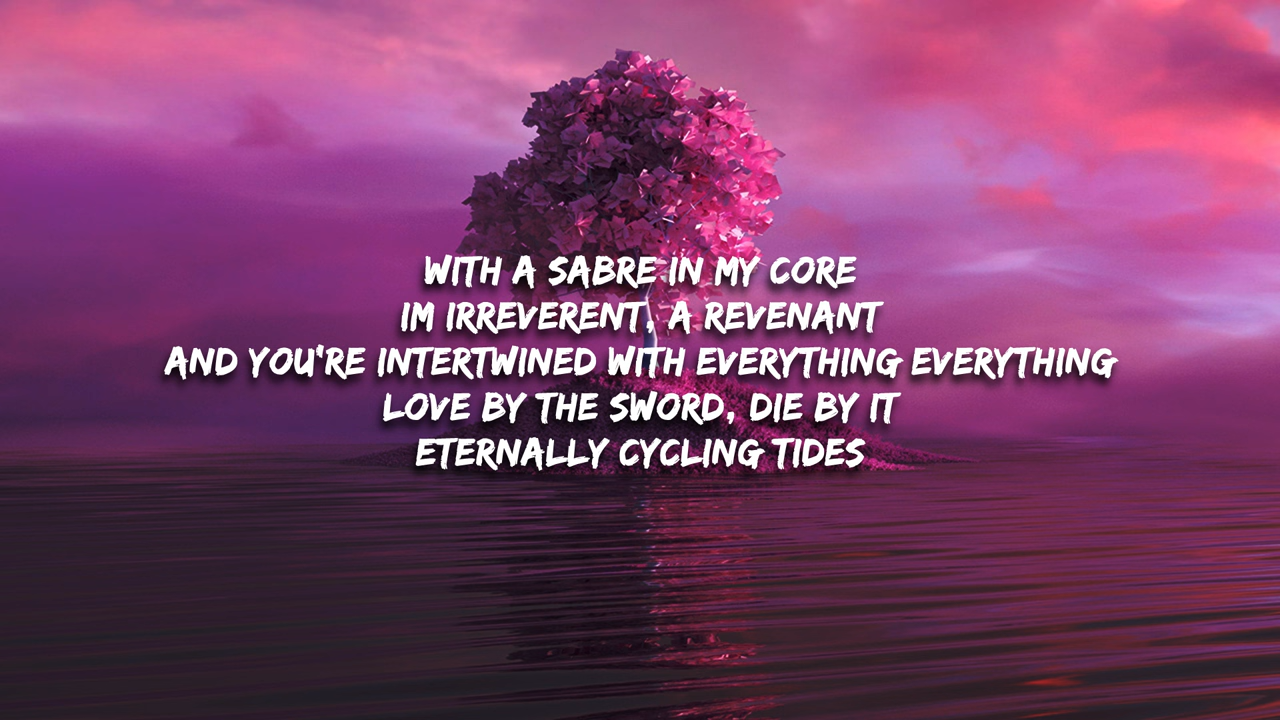 WITH A SABRE IN MY CORE
IM IRREVERENT, A REVENANT
AND YOU'RE INTERTWINED WITH EVERYTHING EVERYTHING
LOVE BY THE SWORD, DIE BY IT
ETERNALLY CYCLING TIDES